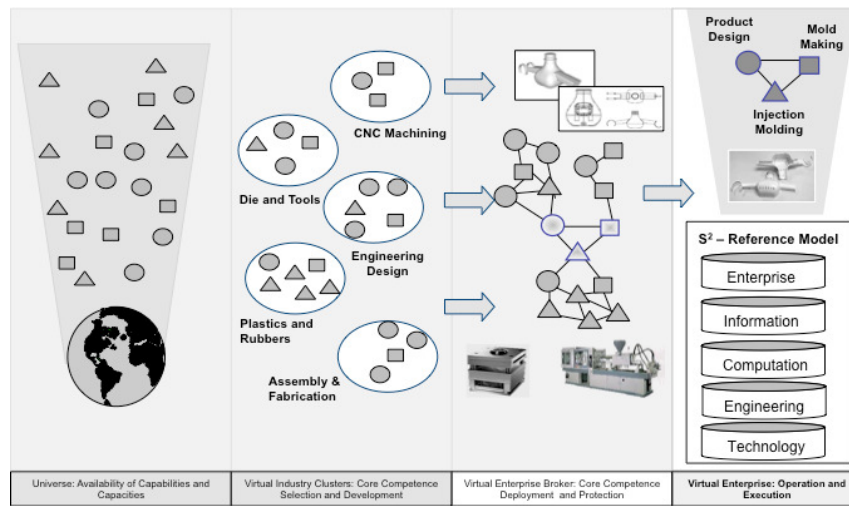 Product
Design
Mold
Making
Injection
Molding
CNC Machining
Die and Tools
Engineering
Design
Plastics and
Rubbers
Assembly &
Fabrication
S² – Reference Model
Enterprise
Information
Computation
Engineering
Technology
Universe: Availability of Capabilities and
Capacities
Virtual Industry Clusters: Core Competence
Selection and Development
Virtual Enterprise Broker: Core Competence
Deployment and Protection
Virtual Enterprise: Operation and
Execution